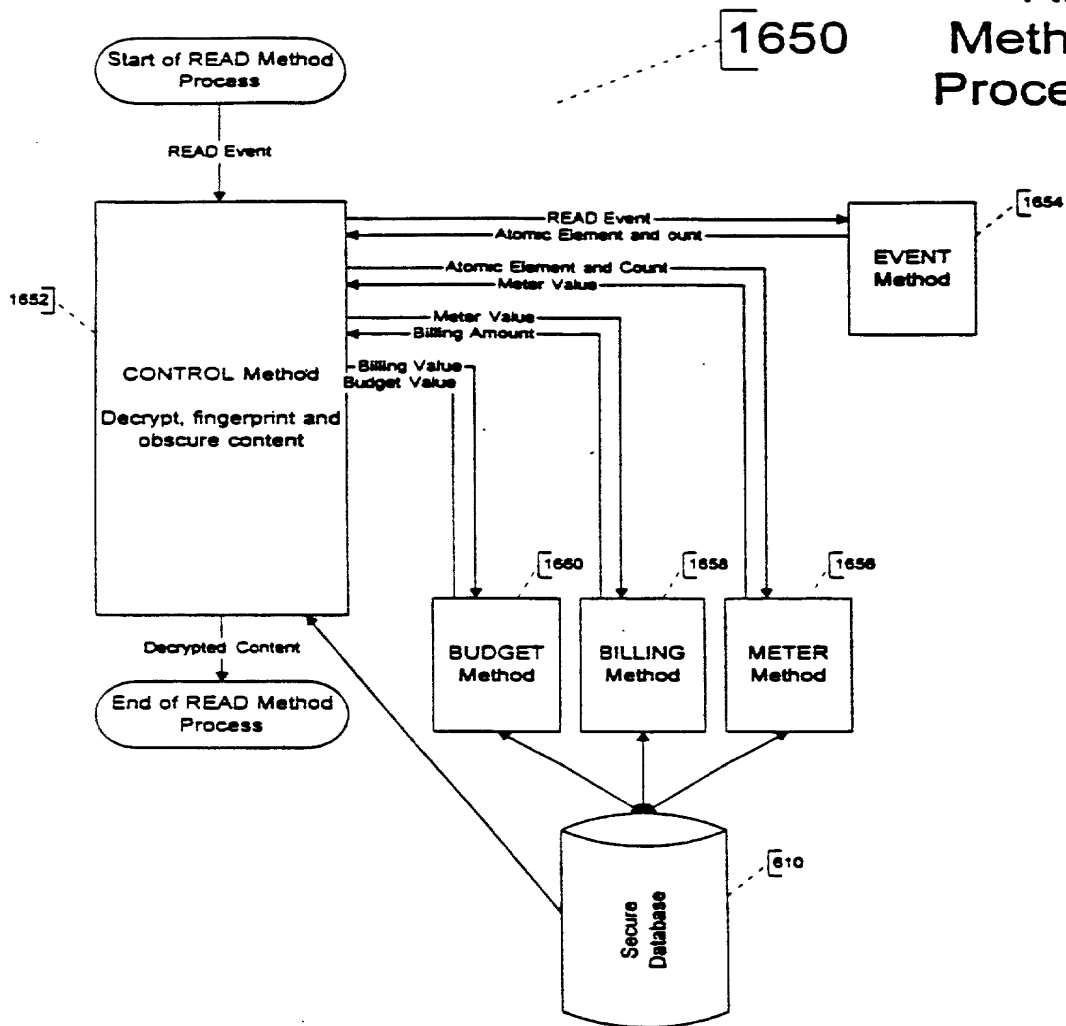 1650
Meth
Proce
Start of READ Method
Process
READ Event
READ Event
Atomic Element and ount
1654
EVENT
Method
Atomic Element and Count
Meter Value
1652
Meter Value
Billing Amount
Billing Value
Budget Value
CONTROL Method
Decrypt, fingerprint and
obscure content
1660
1658
1656
Decrypted Content
BUDGET
Method
BILLING
Method
METER
Method
End of READ Method
Process
610
Secure
Database